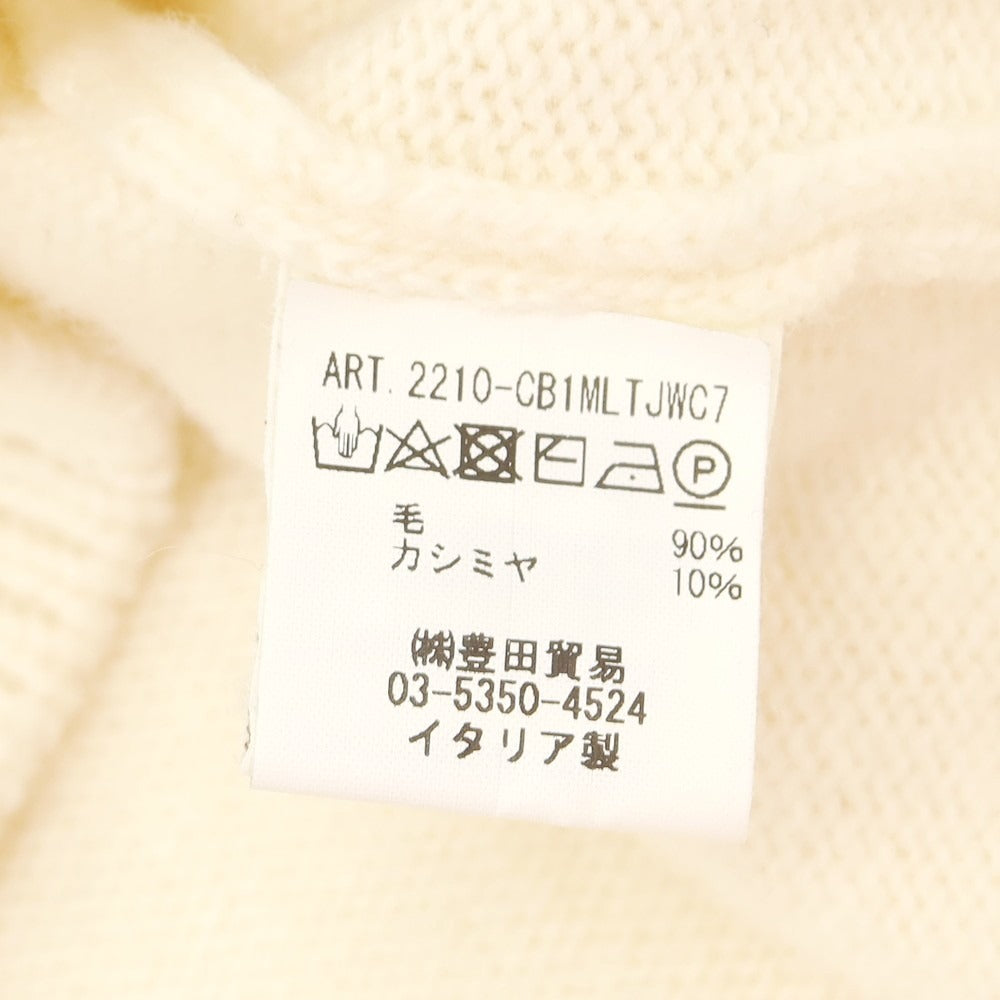 ART. 2210-CB1MLTJWC7
P
毛 90%
カシミヤ 10%
㈱豊田貿易
03-5350-4524
イタリア製